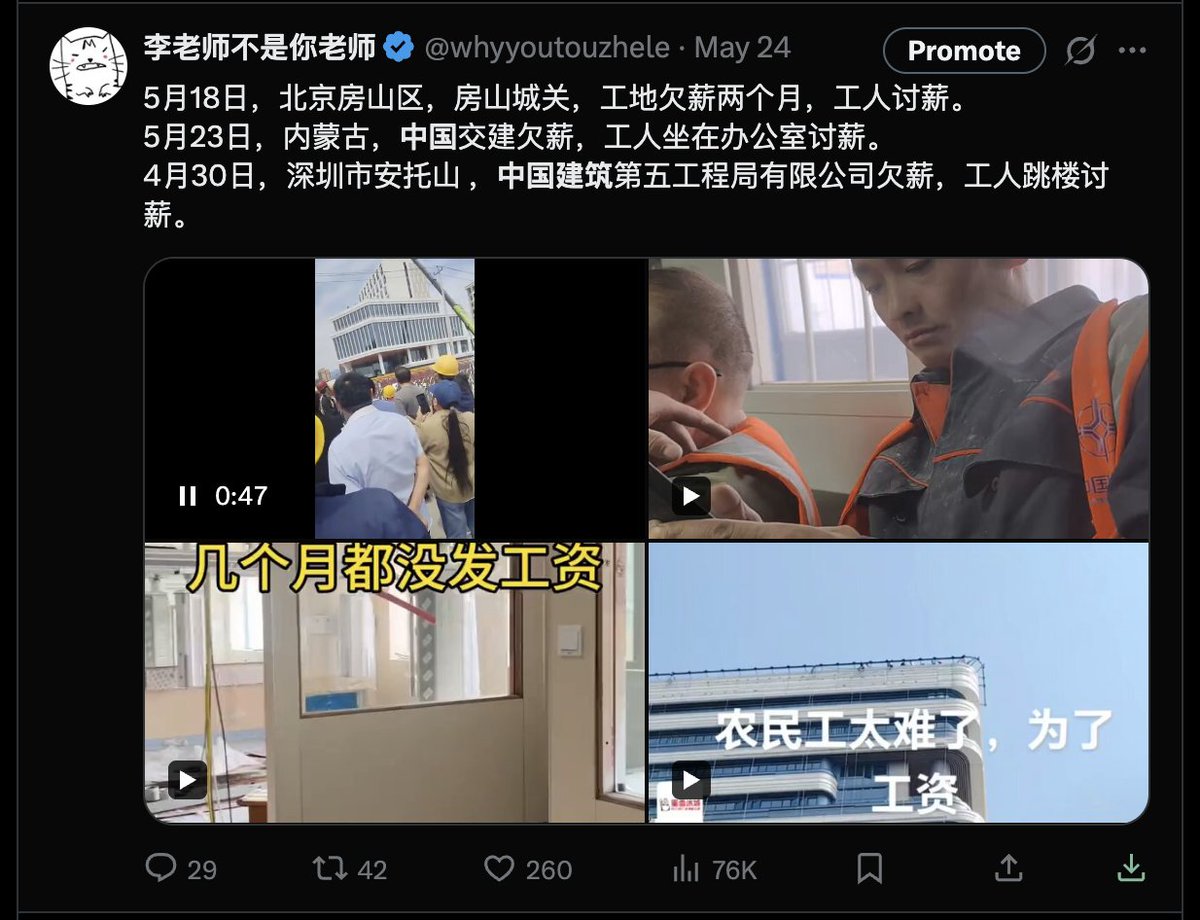 李老师不是你老师 @whyyoutouzhele · May 24 Promote
5月18日，北京房山区，房山城关，工地欠薪两个月，工人讨薪。
5月23日，内蒙古，中国交建欠薪，工人坐在办公室讨薪。
4月30日，深圳市安托山 ，中国建筑第五工程局有限公司欠薪，工人跳楼讨
薪。
0:47
几个月都没发工资
农民工太难了，为了
工资
29 42 260 76K